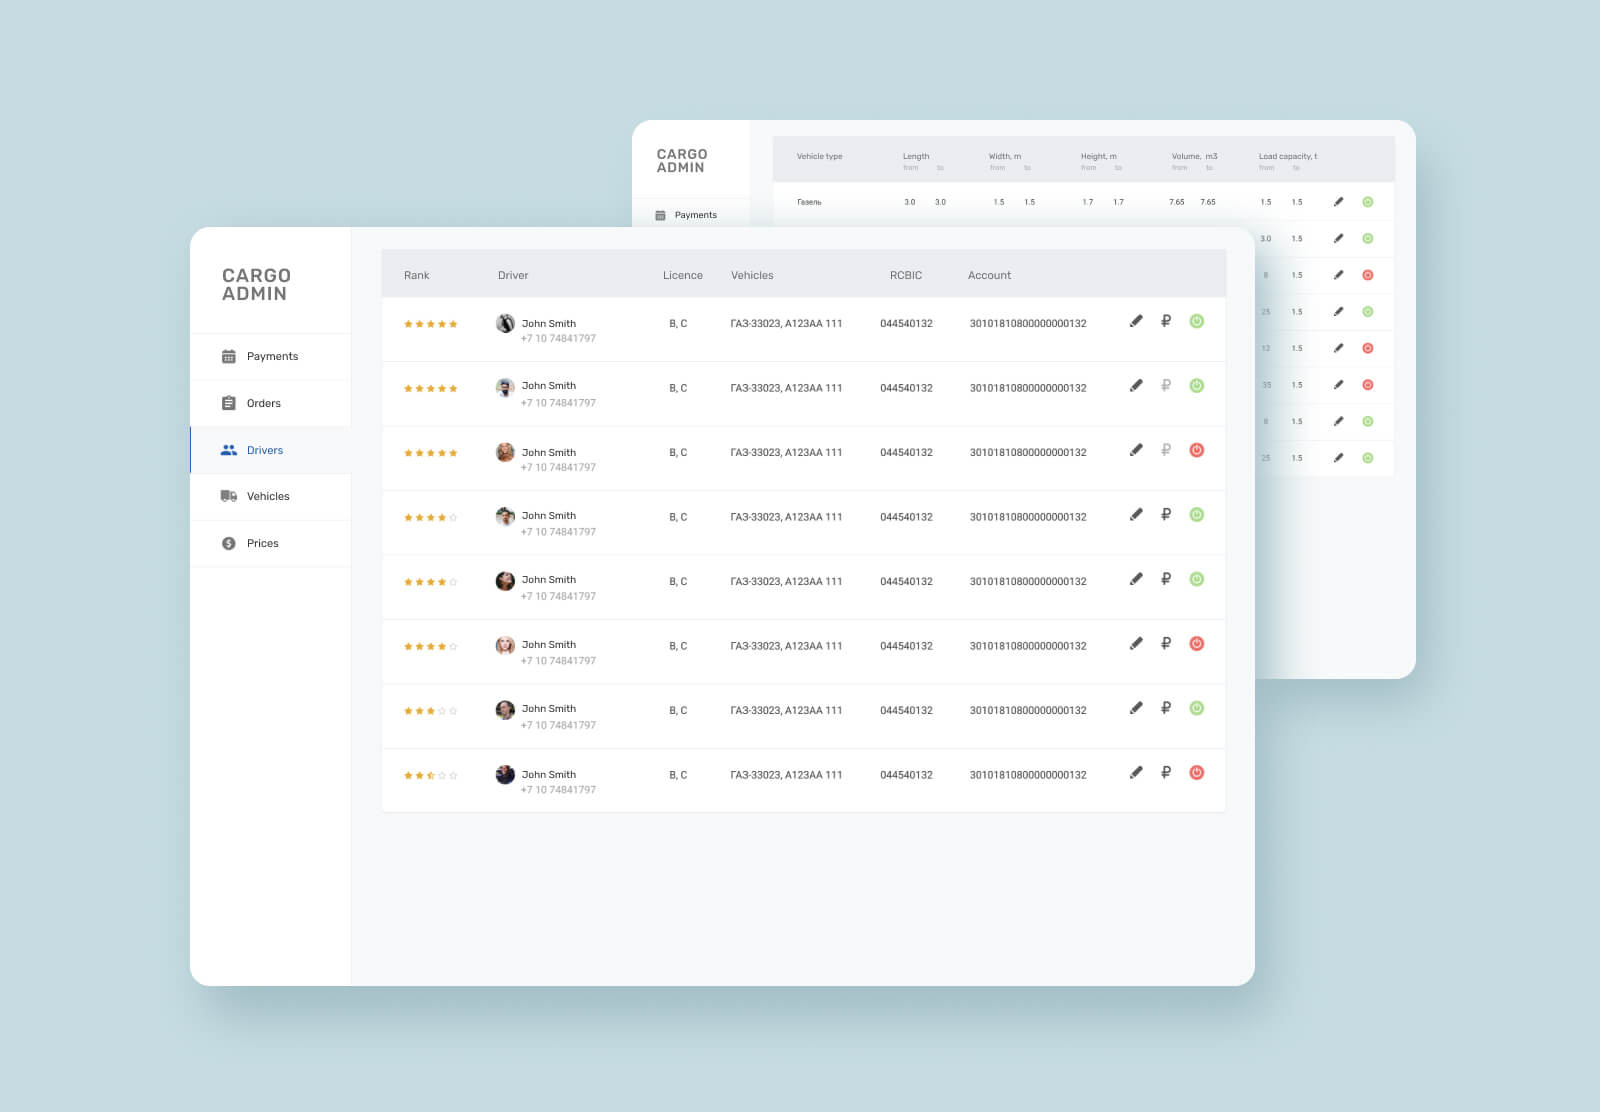 CARGO
ADMIN
Payments
Vehicle type Length Width, m Height, m Volume, m3 Load capacity, t
from to from to from to from to from to
Газель 3.0 3.0 1.5 1.5 1.7 1.7 7.65 7.65 1.5 1.5
3.0 1.5
8 1.5
25 1.5
12 1.5
35 1.5
8 1.5
25 1.5
CARGO
ADMIN
Payments
Orders
Drivers
Vehicles
Prices
Rank Driver Licence Vehicles RCBIC Account
John Smith B, C ГАЗ-33023, А123АА 111 044540132 30101810800000000132
+7 10 74841797
John Smith B, C ГАЗ-33023, А123АА 111 044540132 30101810800000000132
+7 10 74841797
John Smith B, C ГАЗ-33023, А123АА 111 044540132 30101810800000000132
+7 10 74841797
John Smith B, C ГАЗ-33023, А123АА 111 044540132 30101810800000000132
+7 10 74841797
John Smith B, C ГАЗ-33023, А123АА 111 044540132 30101810800000000132
+7 10 74841797
John Smith B, C ГАЗ-33023, А123АА 111 044540132 30101810800000000132
+7 10 74841797
John Smith B, C ГАЗ-33023, А123АА 111 044540132 30101810800000000132
+7 10 74841797
John Smith B, C ГАЗ-33023, А123АА 111 044540132 30101810800000000132
+7 10 74841797